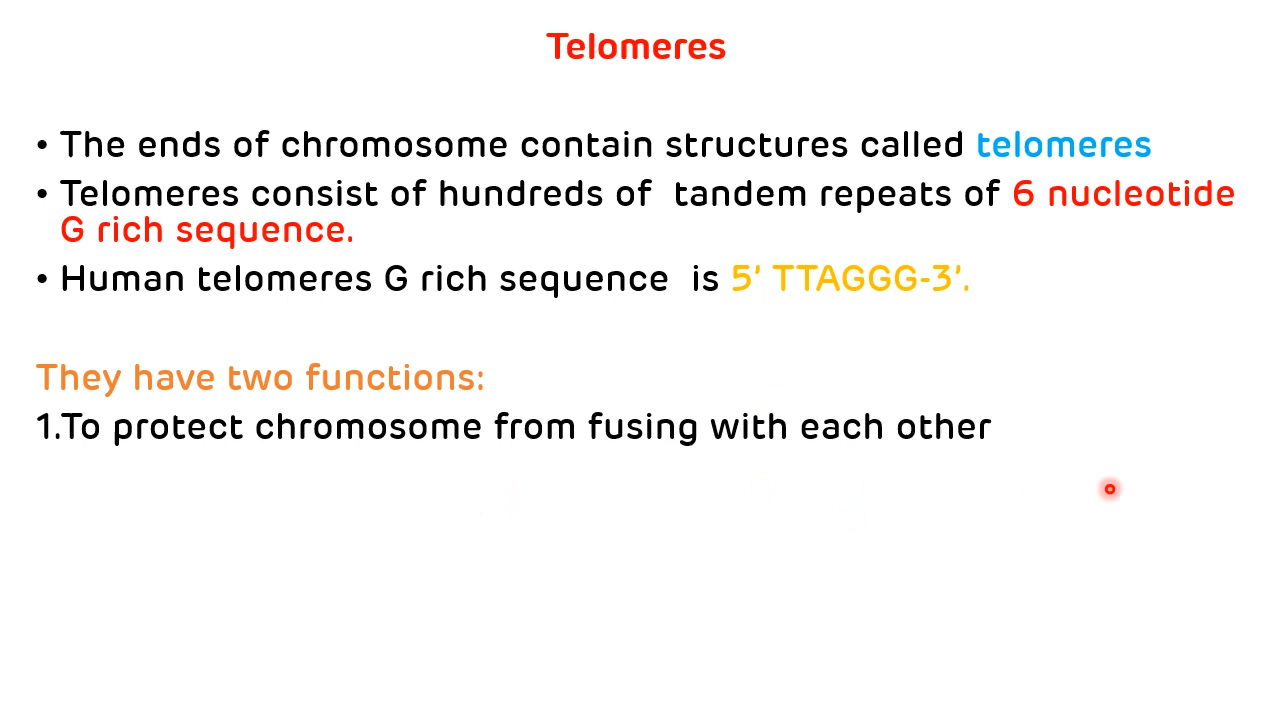 Telomeres
• The ends of chromosome contain structures called telomeres
• Telomeres consist of hundreds of  tandem repeats of 6 nucleotide
G rich sequence.
• Human telomeres G rich sequence  is 5’ TTAGGG-3’.
They have two functions:
1.To protect chromosome from fusing with each other